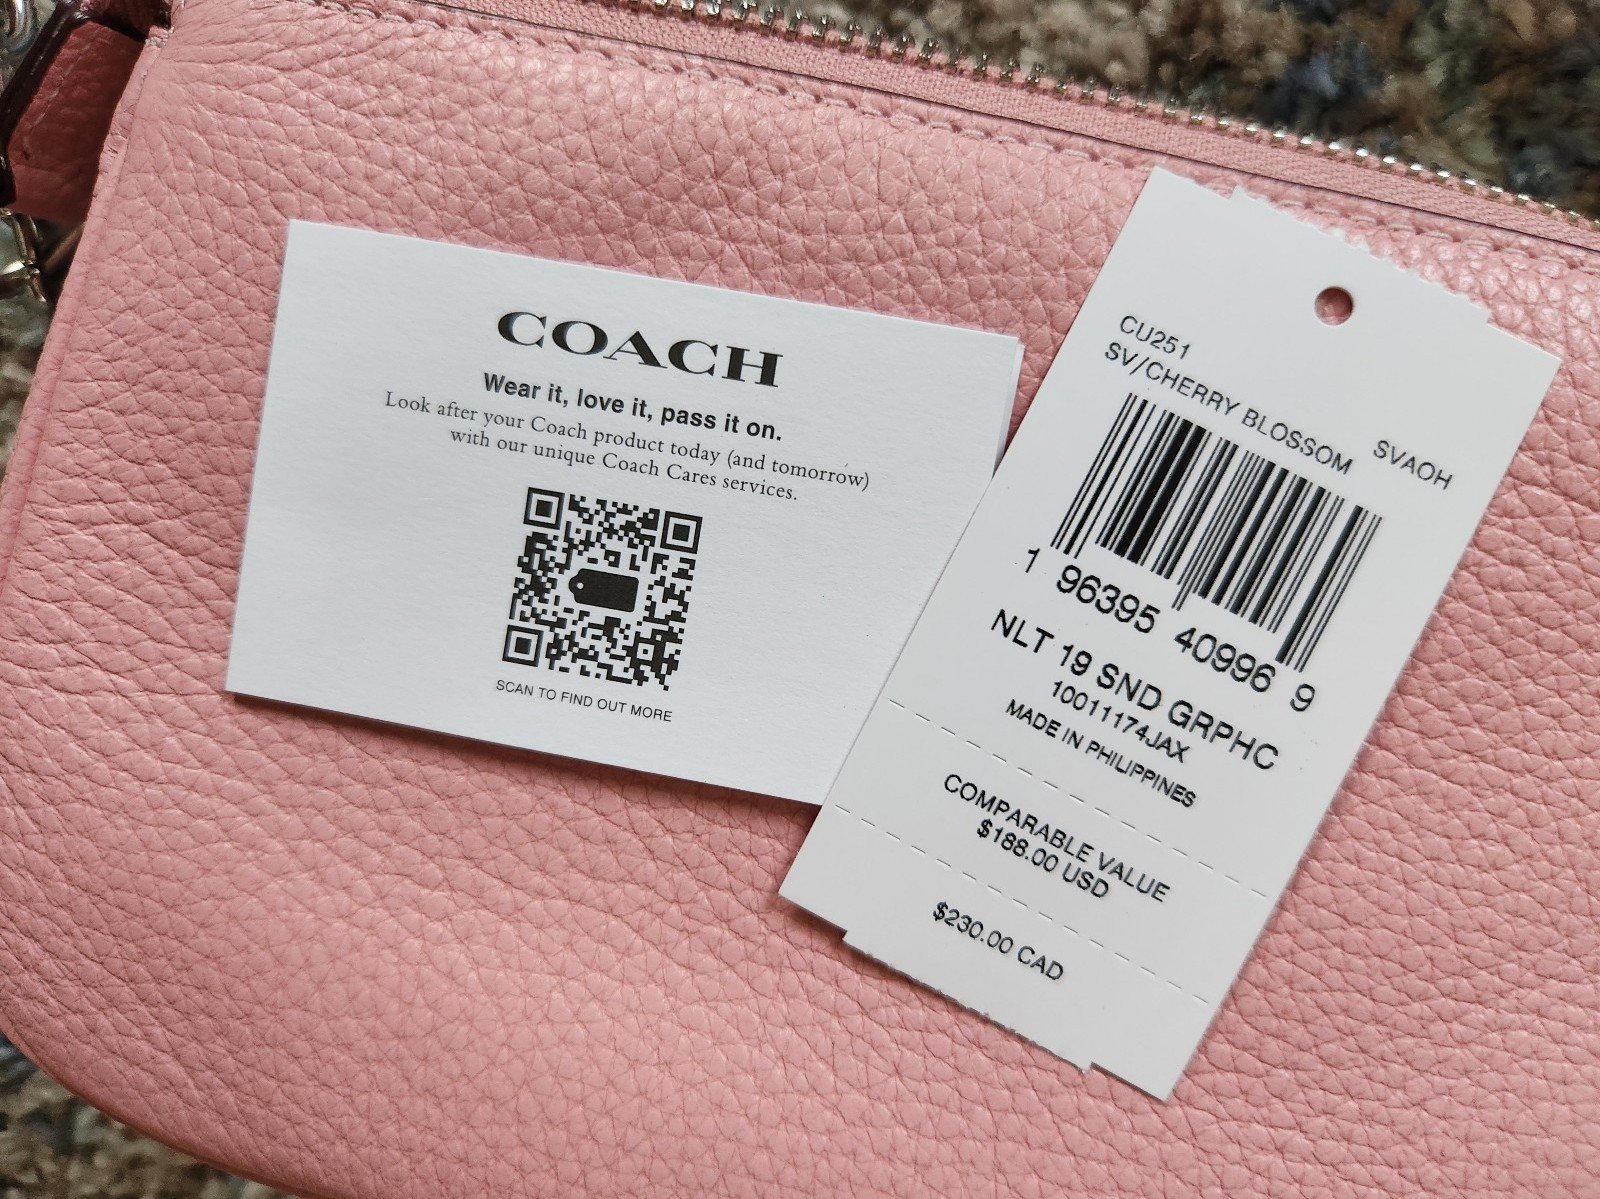 COACH
Wear it, love it, pass it on.
Look after your Coach product today (and tomorrow)
with our unique Coach Cares services.
SCAN TO FIND OUT MORE
CU251
SV/CHERRY BLOSSOM SVAOH
1 96395 40996 9
NLT 19 SND GRPHC
10011174JAX
MADE IN PHILIPPINES
COMPARABLE VALUE
$188.00 USD
$230.00 CAD